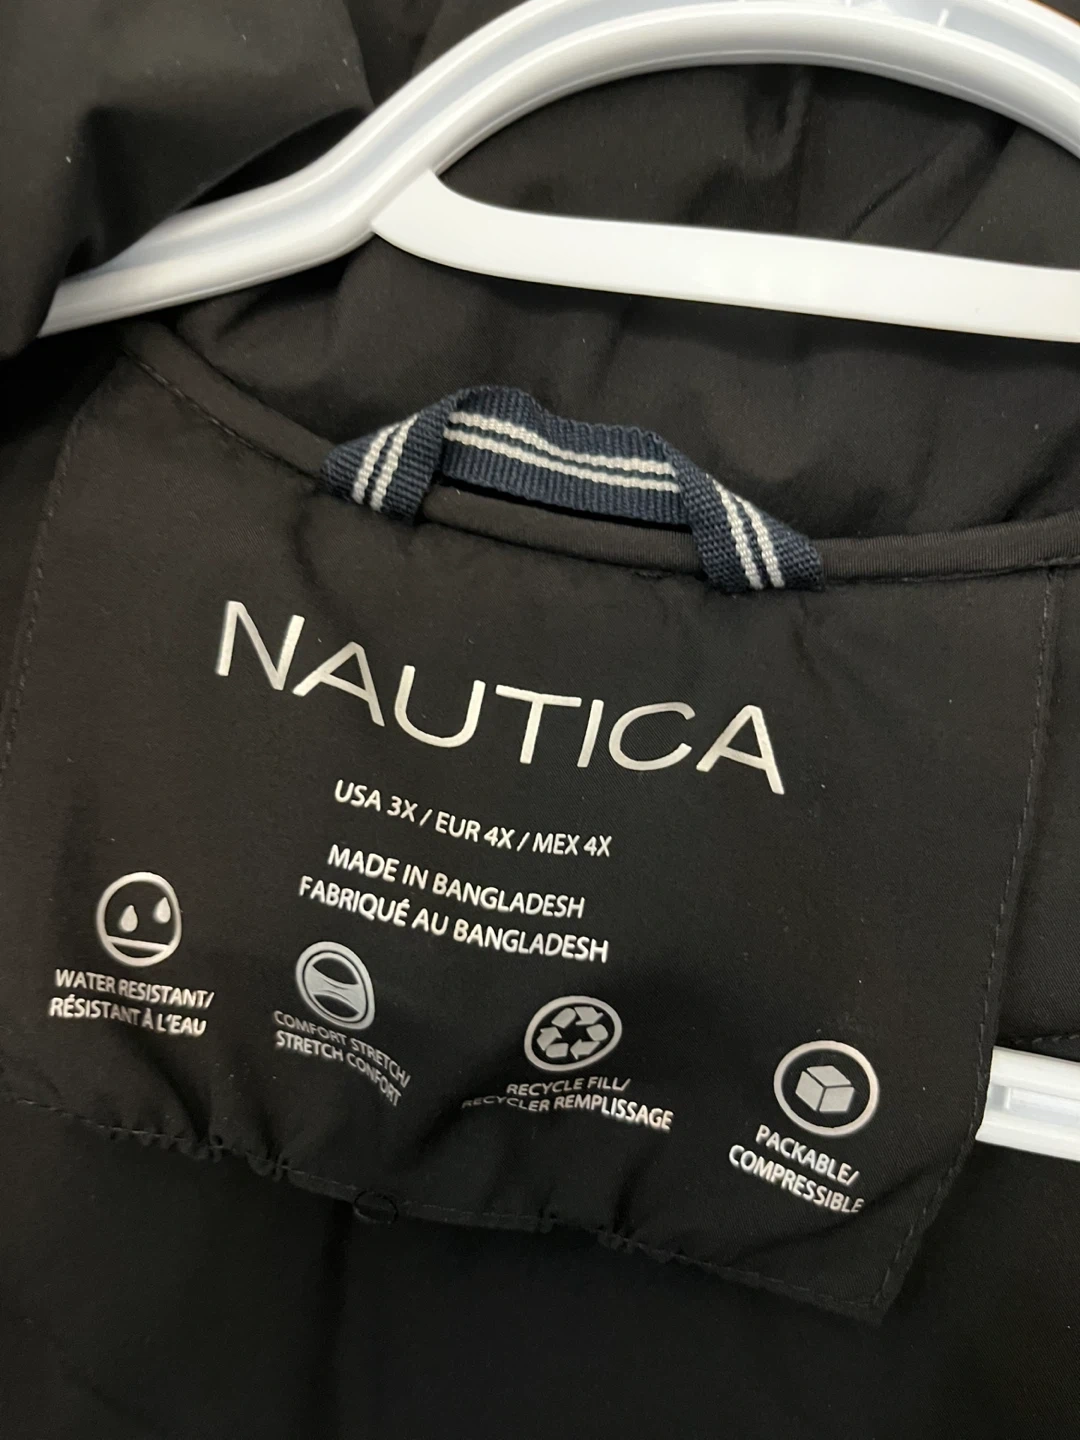 NAUTICA
USA 3X / EUR 4X / MEX 4X
MADE IN BANGLADESH
FABRIQUÉ AU BANGLADESH
WATER RESISTANT/
RÉSISTANT À L'EAU
COMFORT STRETCH/
STRETCH CONFORT
RECYCLE FILL/
RECYCLER REMPLISSAGE
PACKABLE/
COMPRESSIBLE